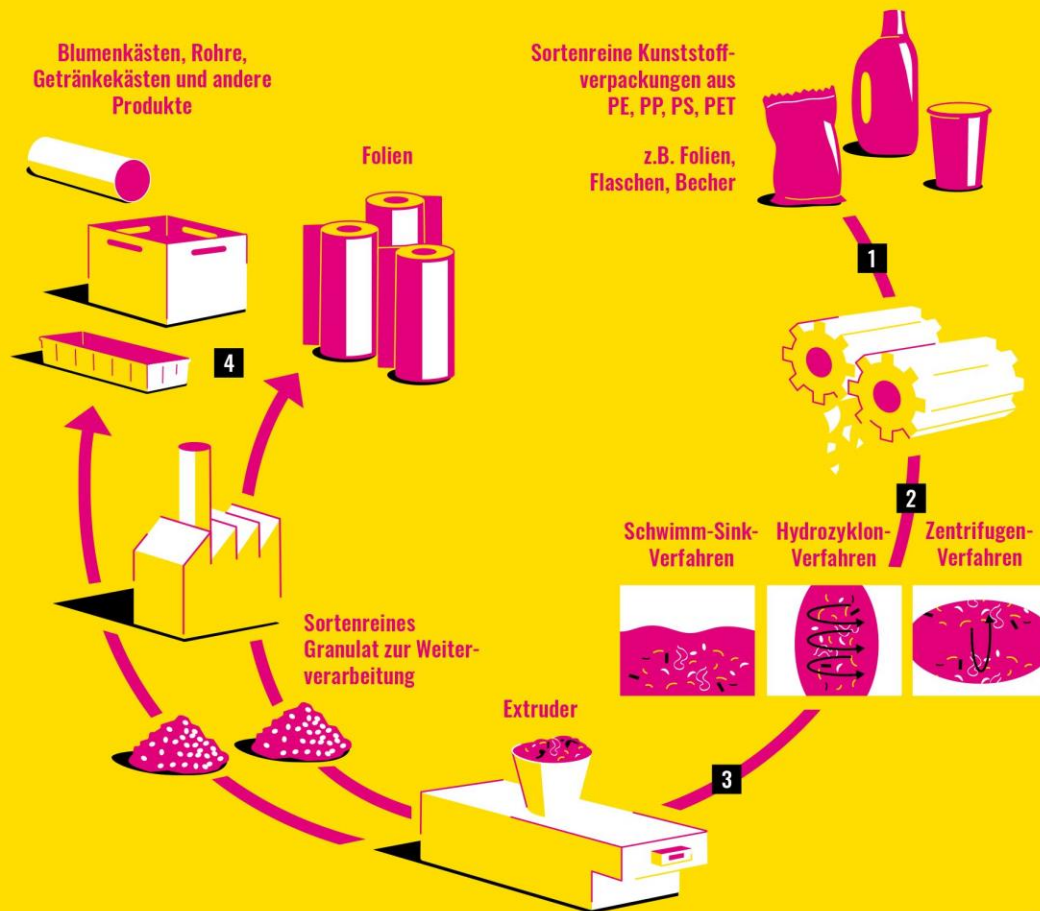 Blumenkästen, Rohre,
Getränkekästen und andere
Produkte
Folien
Sortenreine Kunststoff-
verpackungen aus
PE, PP, PS, PET
z.B. Folien,
Flaschen, Becher
1
2
Schwimm-Sink-
Verfahren
Hydrozyklon-
Verfahren
Zentrifugen-
Verfahren
3
Extruder
Sortenreines
Granulat zur Weiter-
verarbeitung
4